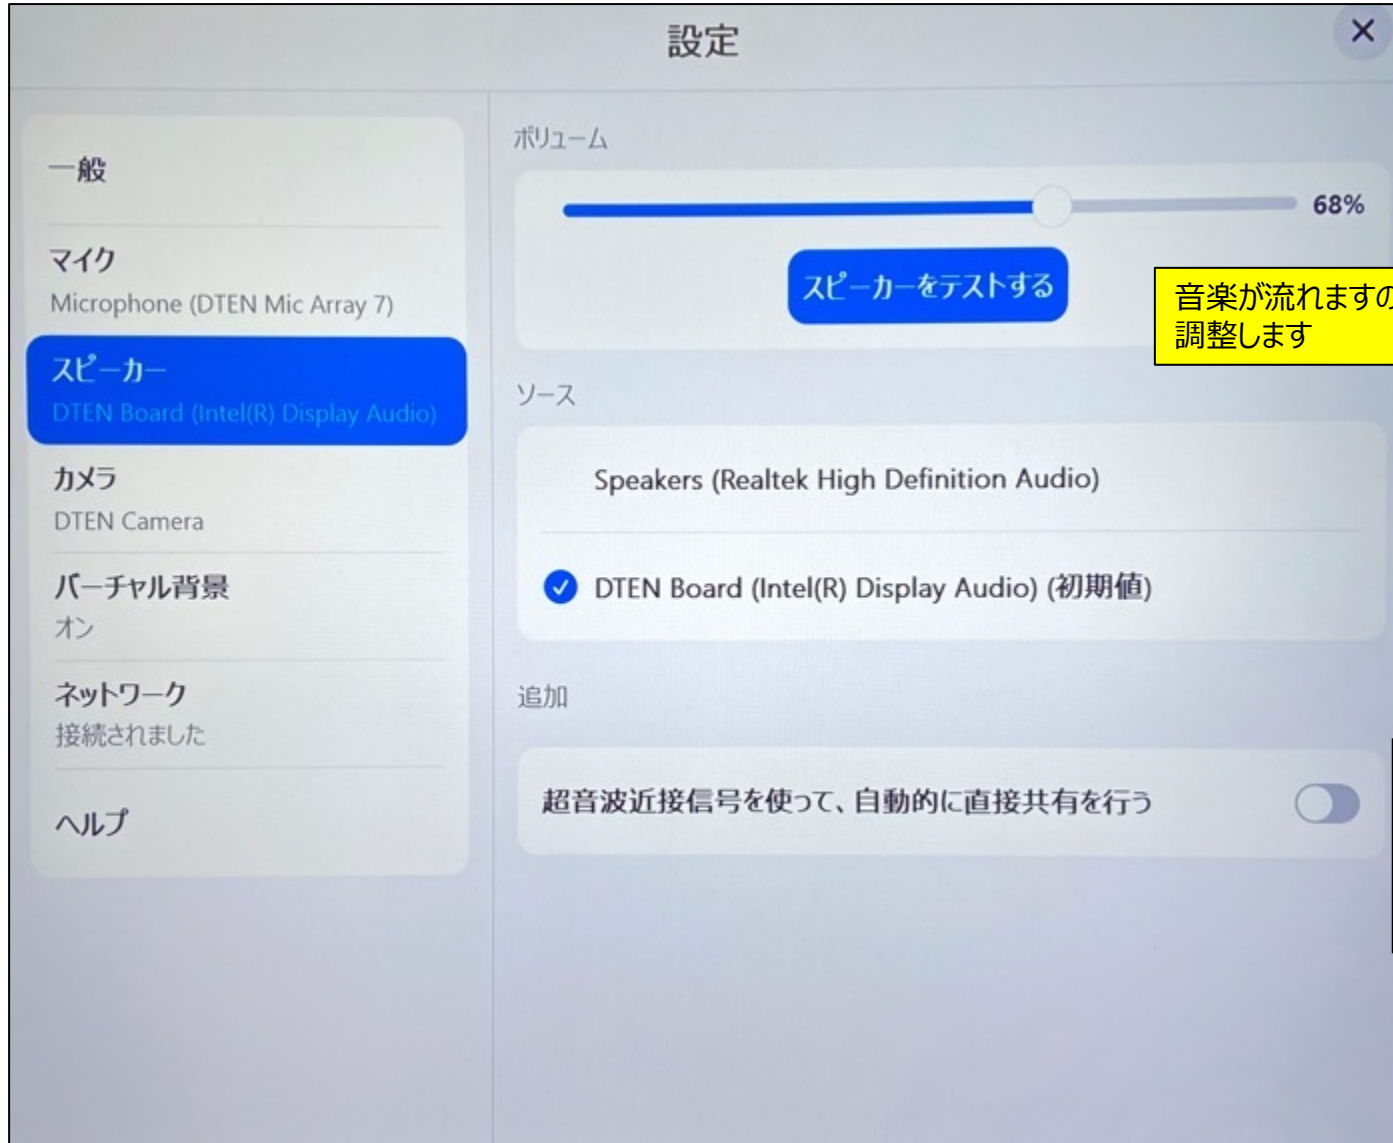 設定
一般
マイク
Microphone (DTEN Mic Array 7)
スピーカー
DTEN Board (Intel(R) Display Audio)
カメラ
DTEN Camera
バーチャル背景
オン
ネットワーク
接続されました
ヘルプ
ボリューム
68%
スピーカーをテストする
音楽が流れますの
調整します
ソース
Speakers (Realtek High Definition Audio)
DTEN Board (Intel(R) Display Audio) (初期値)
追加
超音波近接信号を使って、自動的に直接共有を行う